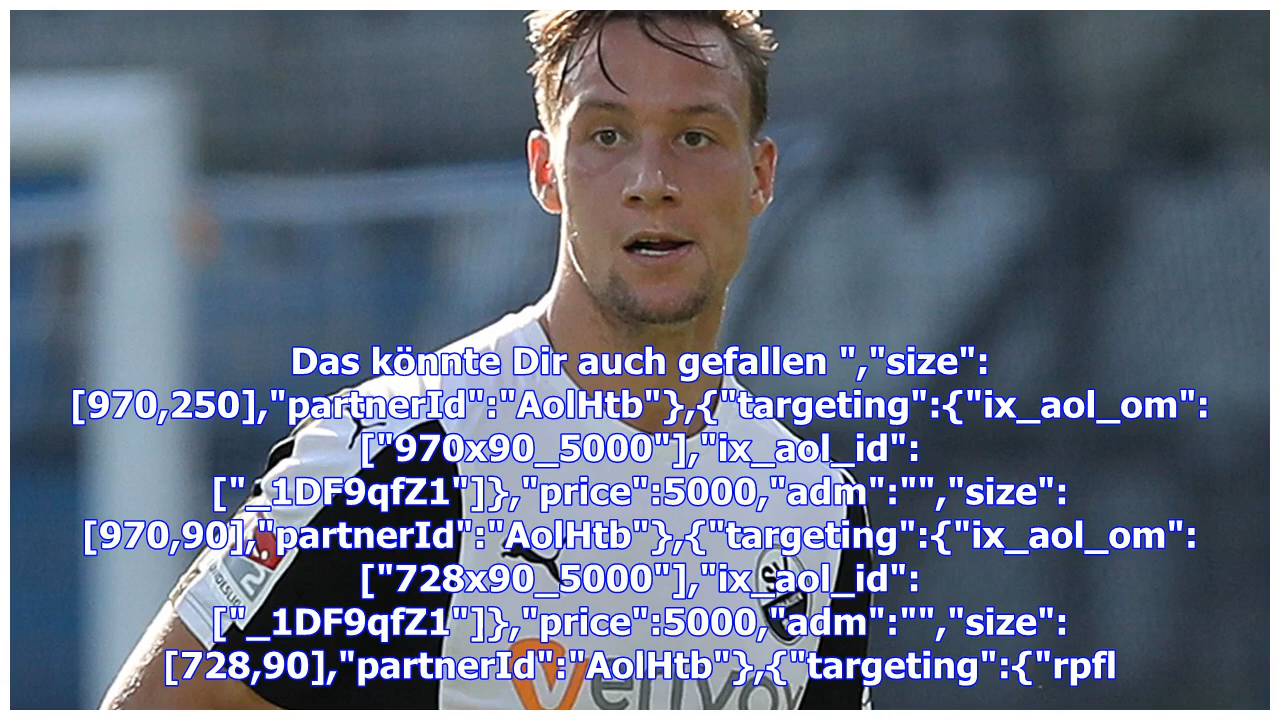 Das könnte Dir auch gefallen ","size":
[970,250],"partnerId":"AolHtb"},{"targeting":{"ix_aol_om":
["970x90_5000"],"ix_aol_id":
["_1DF9qfZ1"]},"price":5000,"adm":"","size":
[970,90],"partnerId":"AolHtb"},{"targeting":{"ix_aol_om":
["728x90_5000"],"ix_aol_id":
["_1DF9qfZ1"]},"price":5000,"adm":"","size":
[728,90],"partnerId":"AolHtb"},{"targeting":{"rpfl